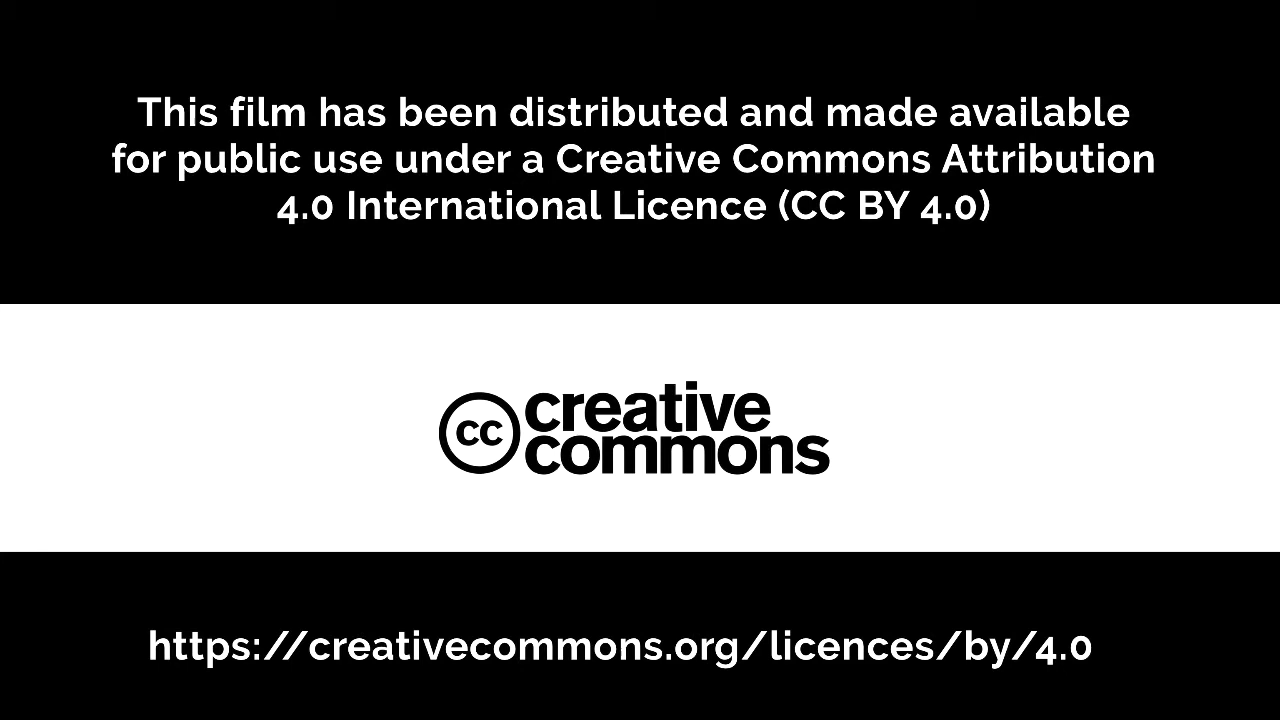 This film has been distributed and made available
for public use under a Creative Commons Attribution
4.0 International Licence (CC BY 4.0)
cc creative
commons
https://creativecommons.org/licences/by/4.0